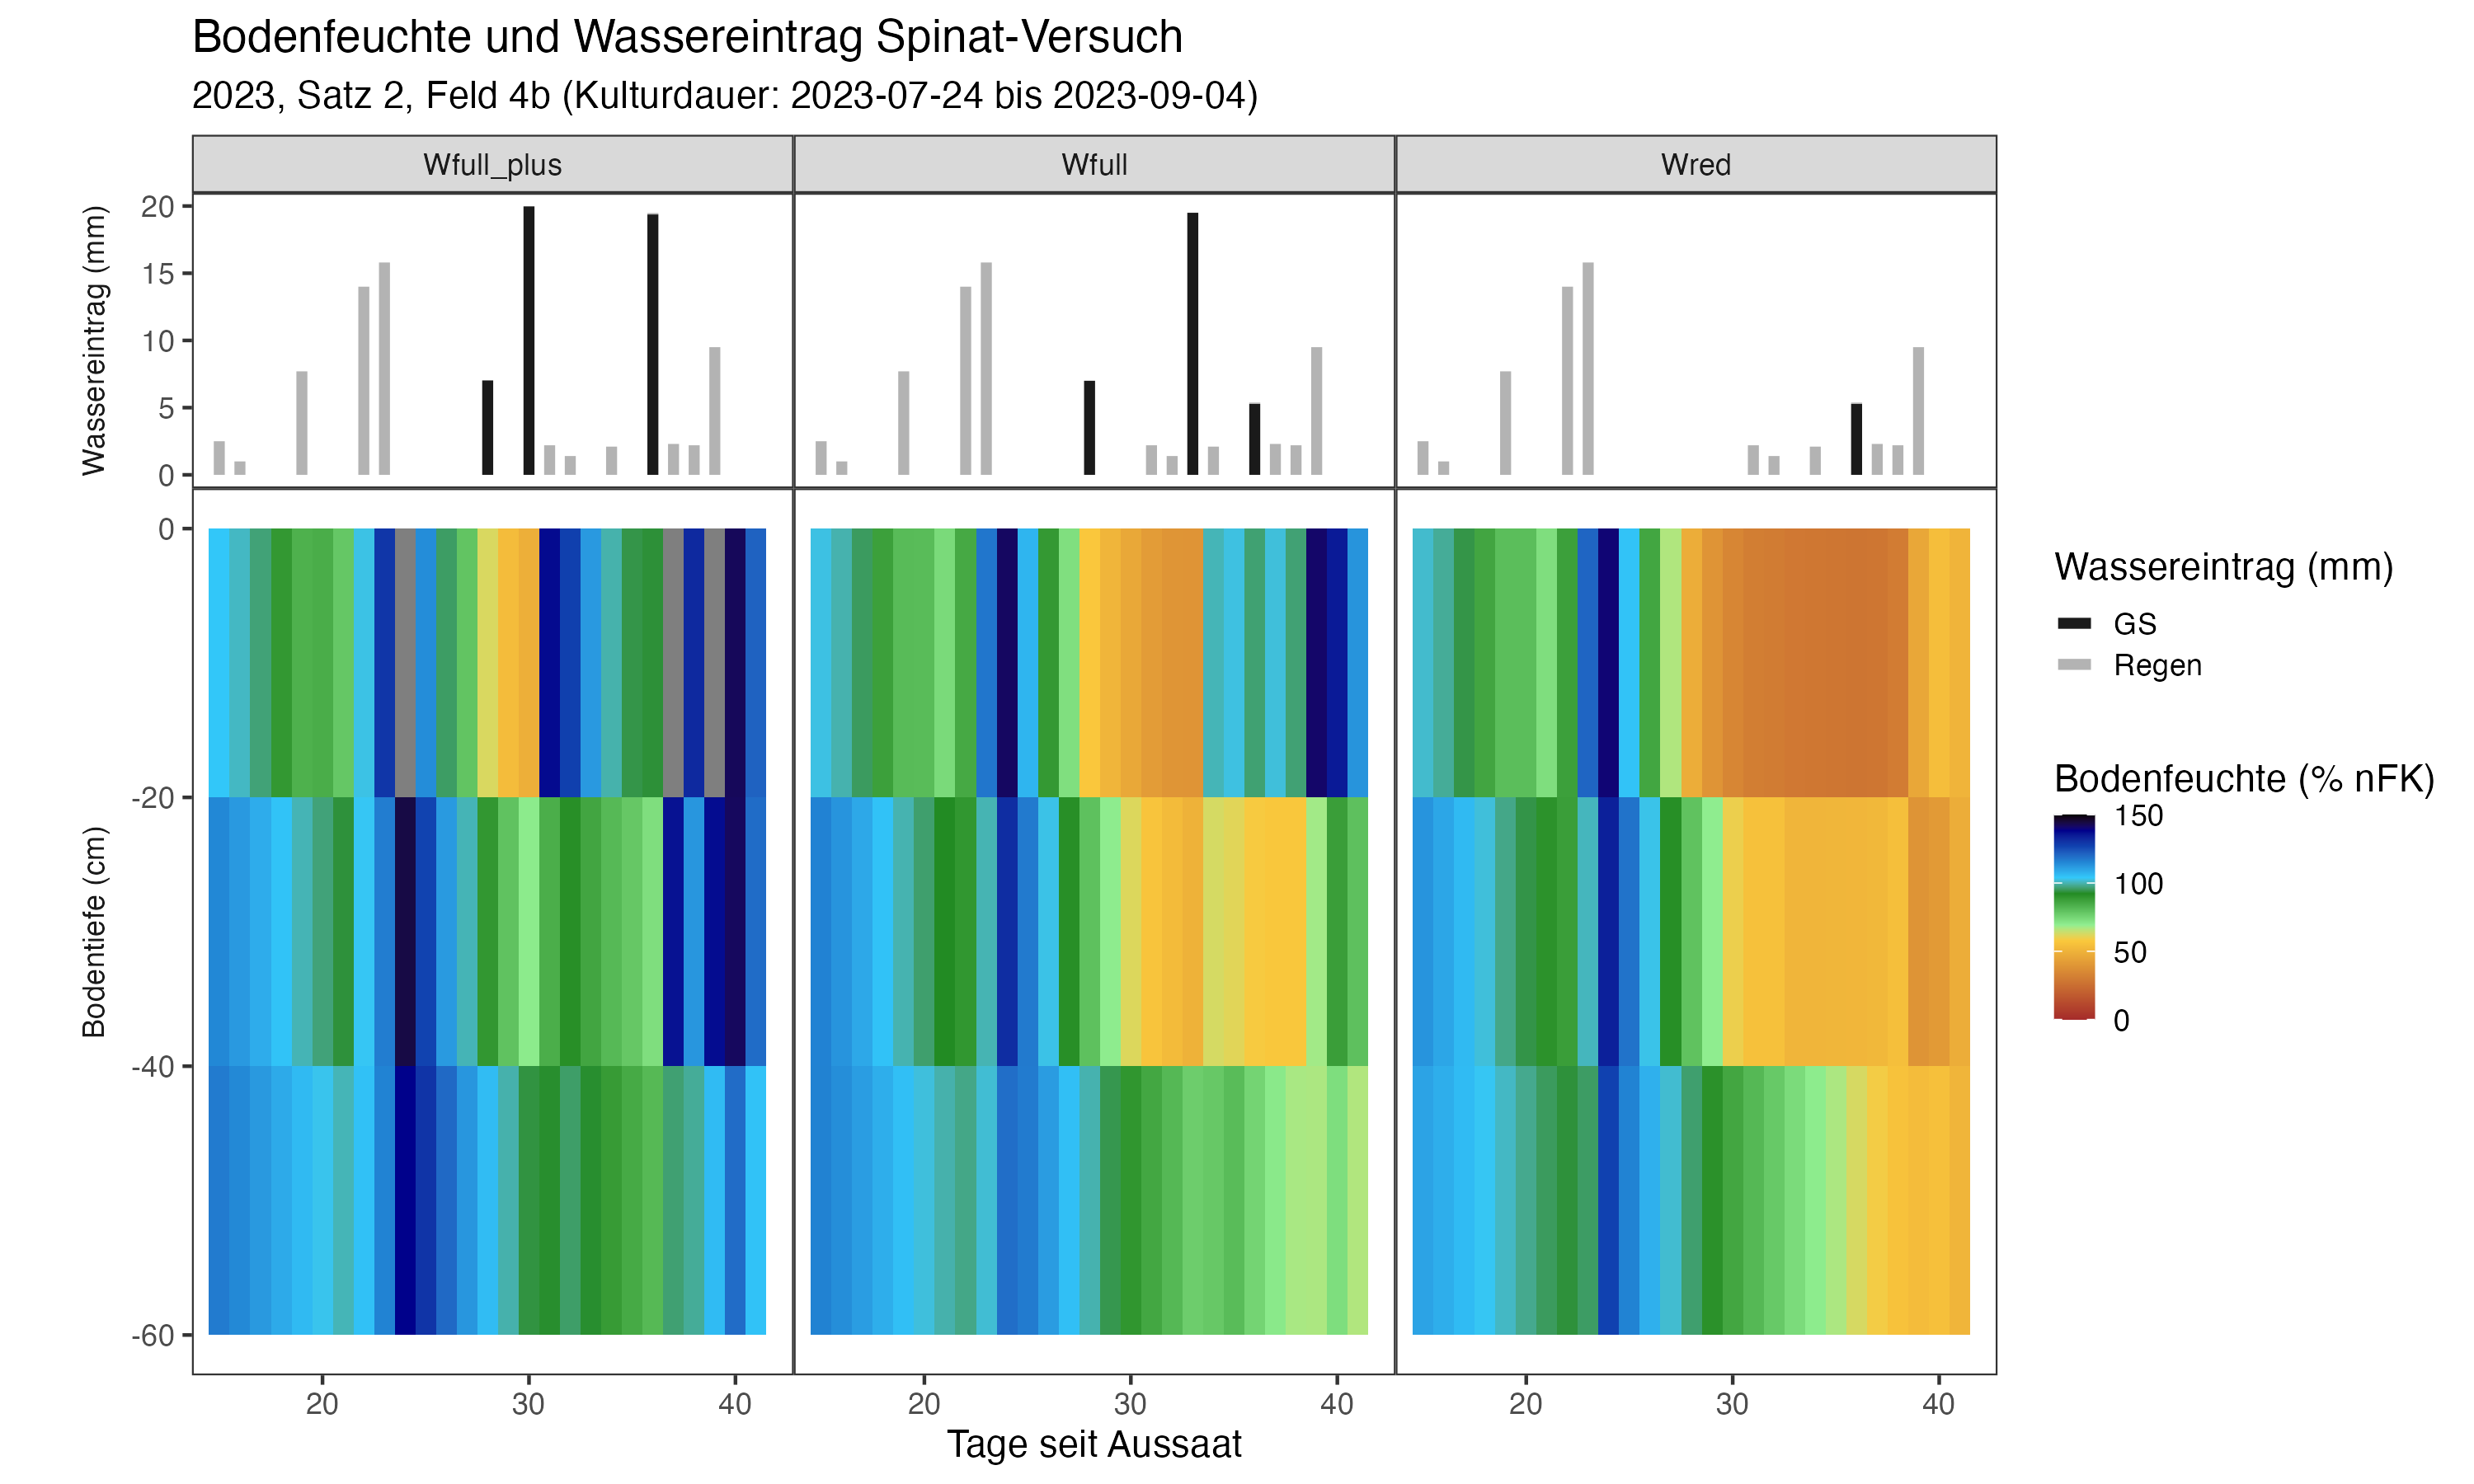 Bodenfeuchte und Wassereintrag Spinat-Versuch
2023, Satz 2, Feld 4b (Kulturdauer: 2023-07-24 bis 2023-09-04)
Wfull_plus
Wfull
Wred
Wassereintrag (mm)
20
15
10
5
0
Bodentiefe (cm)
0
-20
-40
-60
20
30
40
20
30
40
20
30
40
Tage seit Aussaat
Wassereintrag (mm)
GS
Regen
Bodenfeuchte (% nFK)
150
100
50
0